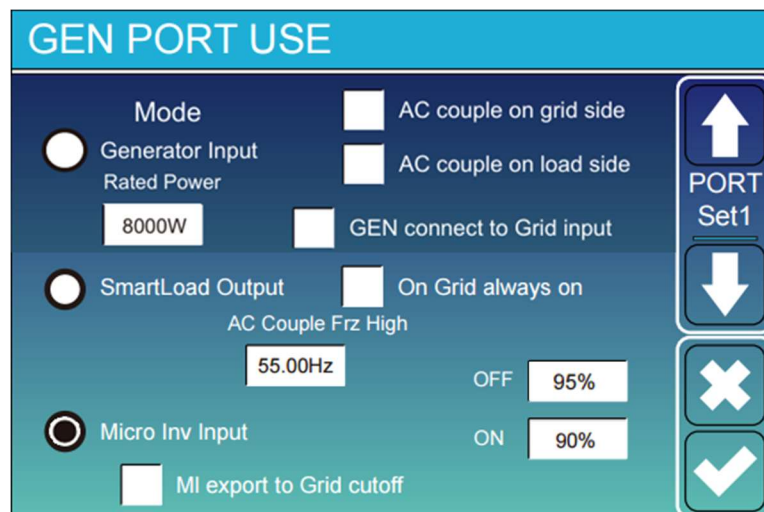 GEN PORT USE
Mode
AC couple on grid side
Generator Input
AC couple on load side
Rated Power
8000W
GEN connect to Grid input
SmartLoad Output
On Grid always on
AC Couple Frz High
55.00Hz
OFF
95%
Micro Inv Input
ON
90%
MI export to Grid cutoff
PORT
Set1